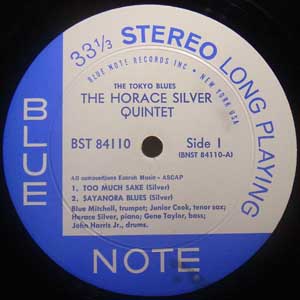 33⅓ STEREO LONG PLAYING
BLUE NOTE RECORDS INC • NEW YORK USA
THE TOKYO BLUES
THE HORACE SILVER
QUINTET
BST 84110 Side 1
(BNST 84110-A)
All compositions Ecaroh Music - ASCAP
1. TOO MUCH SAKE (Silver)
2. SAYANORA BLUES (Silver)
Blue Mitchell, trumpet; Junior Cook, tenor sax;
Horace Silver, piano; Gene Taylor, bass;
John Harris Jr., drums.
BLUE
NOTE